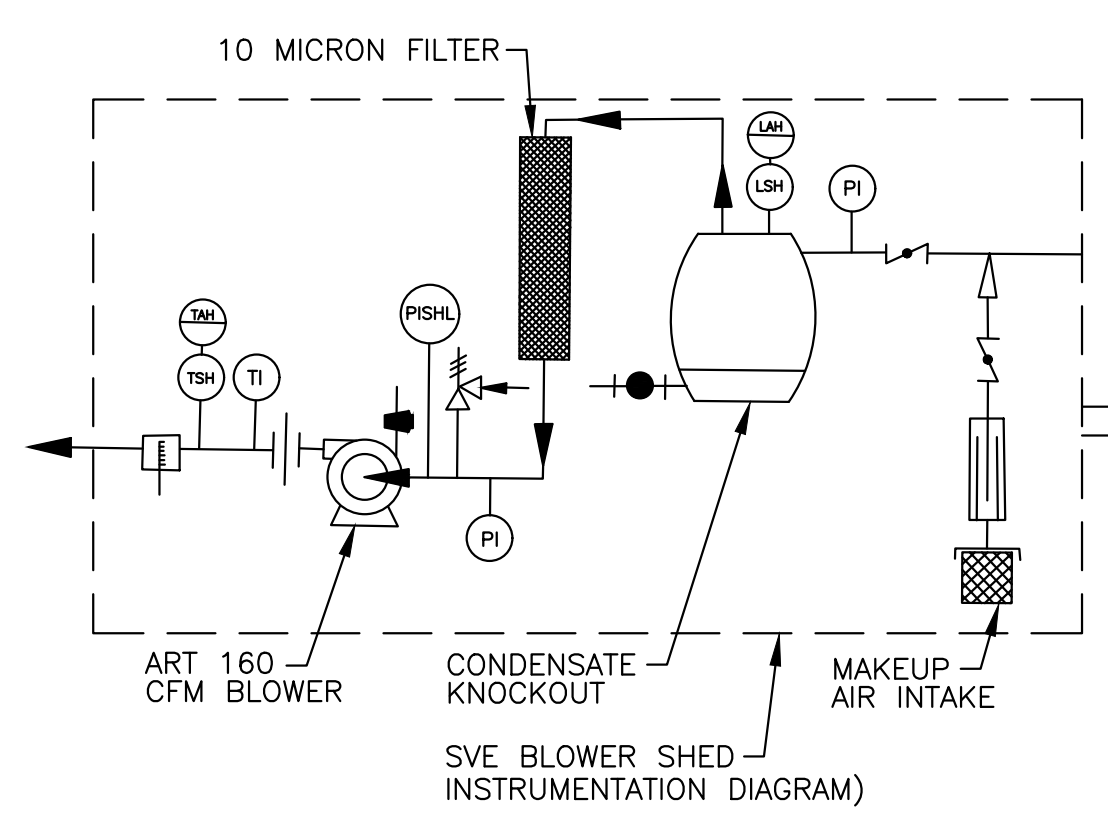 10 MICRON FILTER
LAH
LSH
PI
TAH
TSH
TI
PISHL
PI
ART 160
CFM BLOWER
CONDENSATE
KNOCKOUT
MAKEUP
AIR INTAKE
SVE BLOWER SHED
INSTRUMENTATION DIAGRAM)